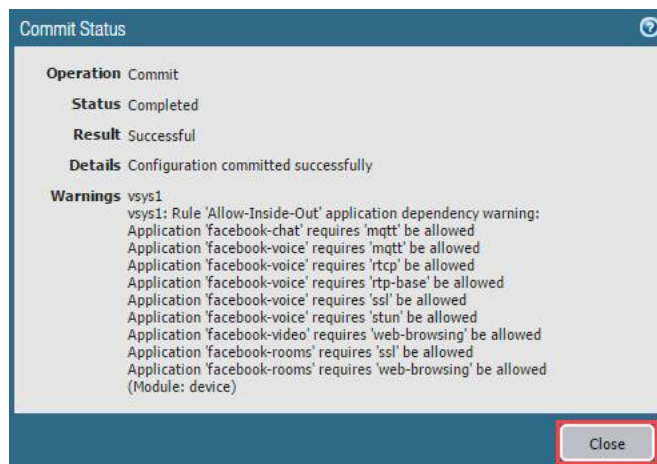 Commit Status
Operation Commit
Status Completed
Result Successful
Details Configuration committed successfully
Warnings vsys1
vsys1: Rule 'Allow-Inside-Out' application dependency warning:
Application 'facebook-chat' requires 'mqtt' be allowed
Application 'facebook-voice' requires 'mqtt' be allowed
Application 'facebook-voice' requires 'rtcp' be allowed
Application 'facebook-voice' requires 'rtp-base' be allowed
Application 'facebook-voice' requires 'ssl' be allowed
Application 'facebook-voice' requires 'stun' be allowed
Application 'facebook-video' requires 'web-browsing' be allowed
Application 'facebook-rooms' requires 'ssl' be allowed
Application 'facebook-rooms' requires 'web-browsing' be allowed
(Module: device)
Close